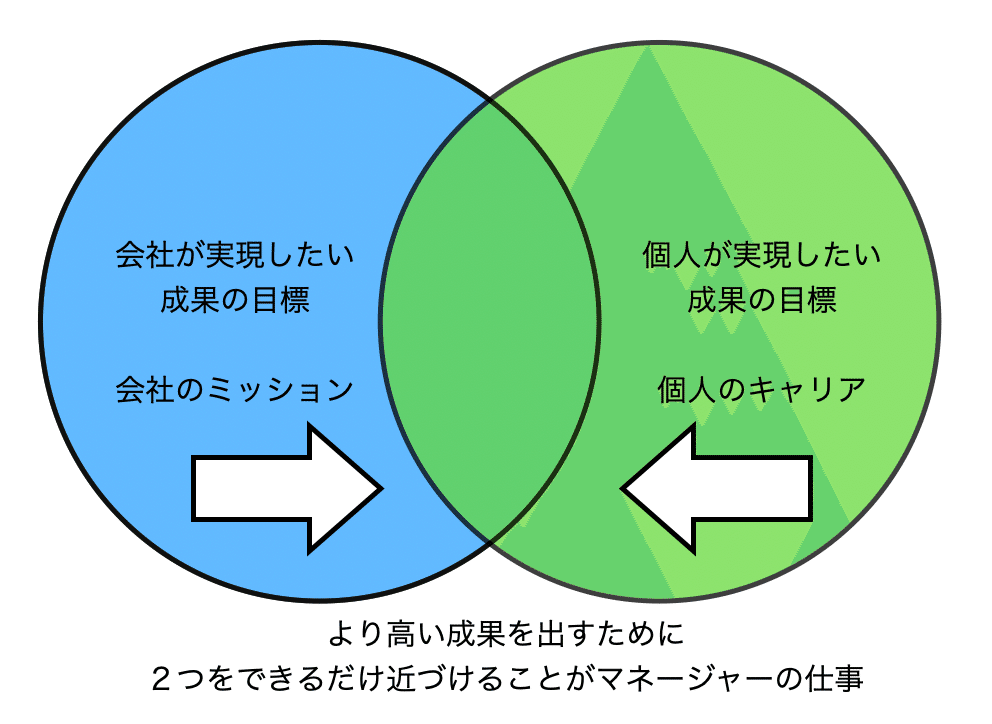 会社が実現したい
成果の目標
会社のミッション
個人が実現したい
成果の目標
個人のキャリア
より高い成果を出すために
２つをできるだけ近づけることがマネージャーの仕事